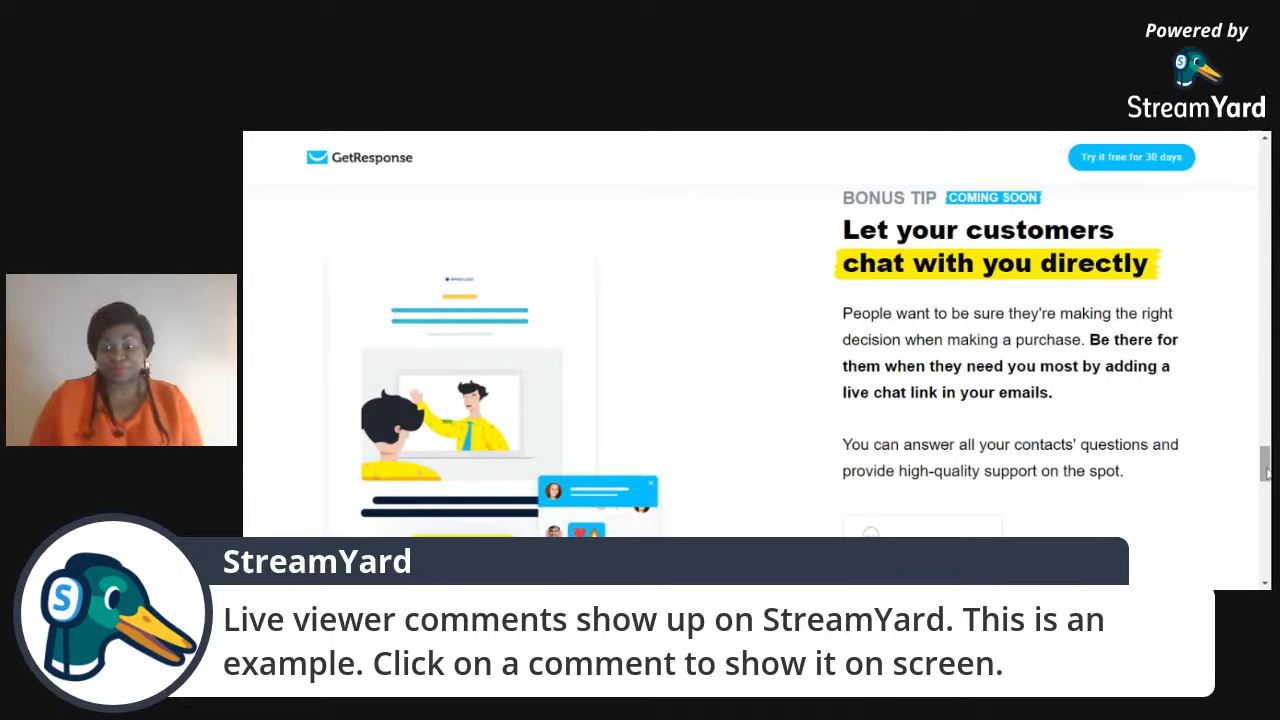 Powered by
StreamYard
GetResponse
Try it free for 30 days
BONUS TIP COMING SOON
Let your customers
chat with you directly
People want to be sure they're making the right
decision when making a purchase. Be there for
them when they need you most by adding a
live chat link in your emails.
You can answer all your contacts' questions and
provide high-quality support on the spot.
S
StreamYard
Live viewer comments show up on StreamYard. This is an
example. Click on a comment to show it on screen.